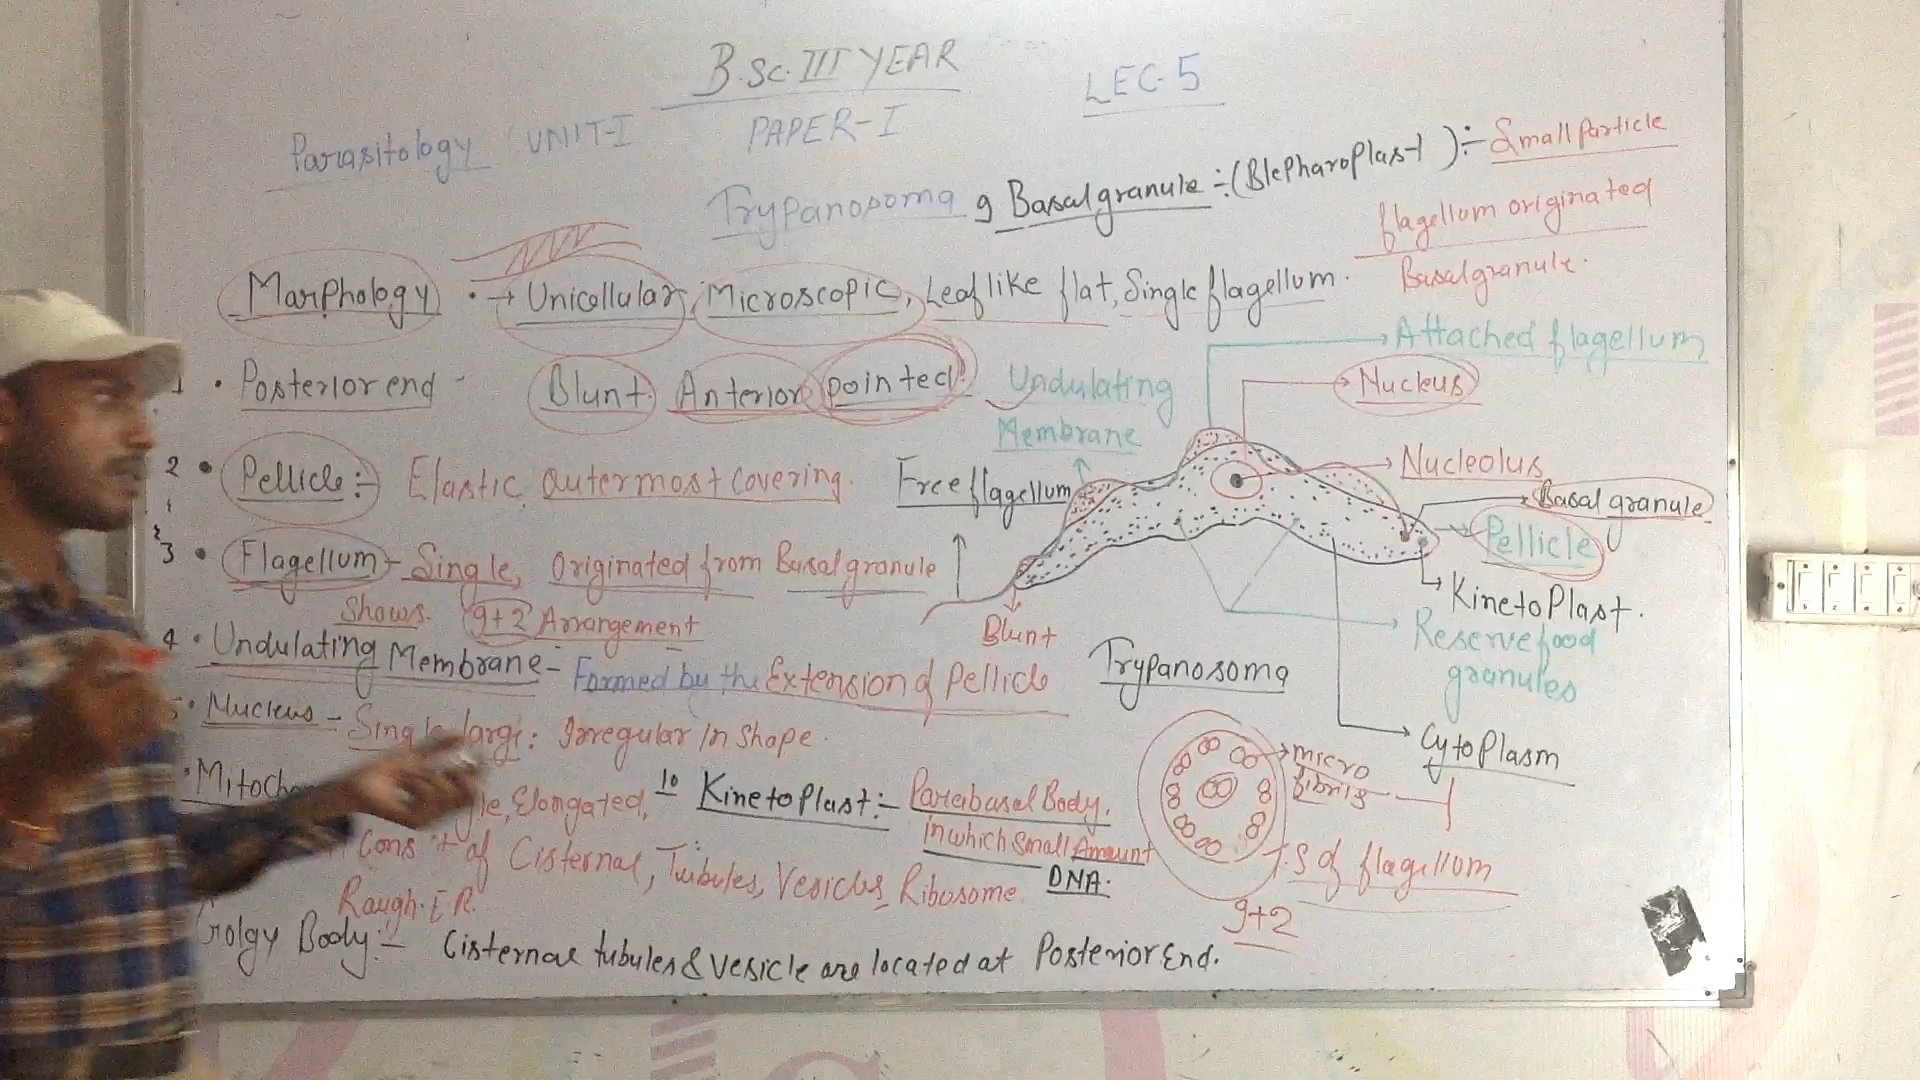 B.Sc. III YEAR
LEC-5
Parasitology UNIT-I PAPER-I
Trypanosoma 9 Basal granule ÷ (Blepharoplast) ÷ Small Particle
flagellum originated
Basal granule.
Marphology • → Unicellular, Microscopic, Leaf like flat, Single flagellum.
1 • Posterior end - Blunt. Anterior pointed.
2 • Pellicle :- Elastic Outermost Covering.
3 • Flagellum - Single, Originated from Basal granule
Shows. 9+2 Arrangement
4 • Undulating Membrane - Formed by the Extension of Pellicle
5 • Nucleus - Single large: Irregular in Shape.
Elongated,
of Cisternae, Tubules, Vesicles, Ribosome
Rough. E R.
Golgy Body :- Cisternae tubules & vesicle are located at Posterior End.
10 Kinetoplast :- Parabasal Body.
in which Small Amount
DNA.
Attached flagellum
Undulating
Membrane
Nucleus
Nucleolus
Free flagellum
Basal granule
Pellicle
KinetoPlast.
Blunt
Reserve food
granules
Trypanosoma
CytoPlasm
micro
fibrils
T.S of flagellum
9+2